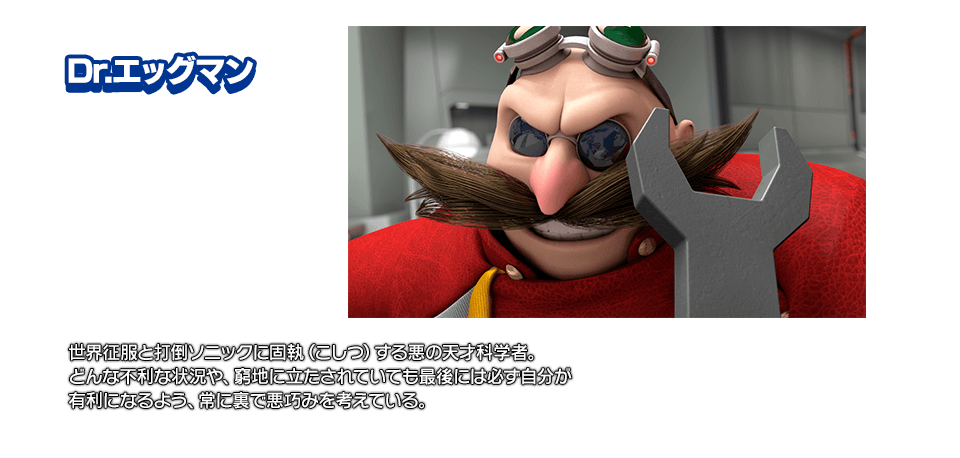 Dr.エッグマン
世界征服と打倒ソニックに固執（こしつ）する悪の天才科学者。
どんな不利な状況や、窮地に立たされていても最後には必ず自分が
有利になるよう、常に裏で悪巧みを考えている。